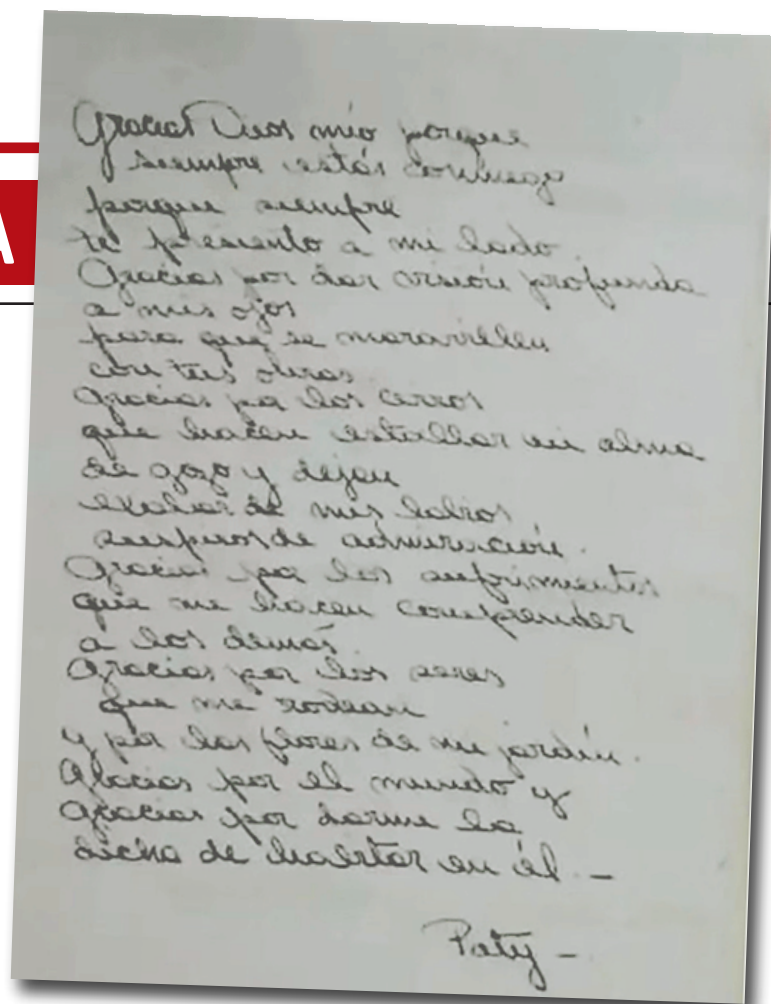 A
Gracias Dios mío porque
siempre estás conmigo
porque siempre
te presiento a mi lado.
Gracias por dar visión profunda
a mis ojos
para que se maravillen
con tus obras
Gracias por los cerros
que hacen estallar mi alma
de gozo y dejan
exhalar de mis labios
suspiros de admiración.
Gracias por los sufrimientos
que me hacen comprender
a los demás.
Gracias por los seres
que me rodean
y por las flores de mi jardín.
Gracias por el mundo y
Gracias por darme la
dicha de habitar en él. —
Paty —